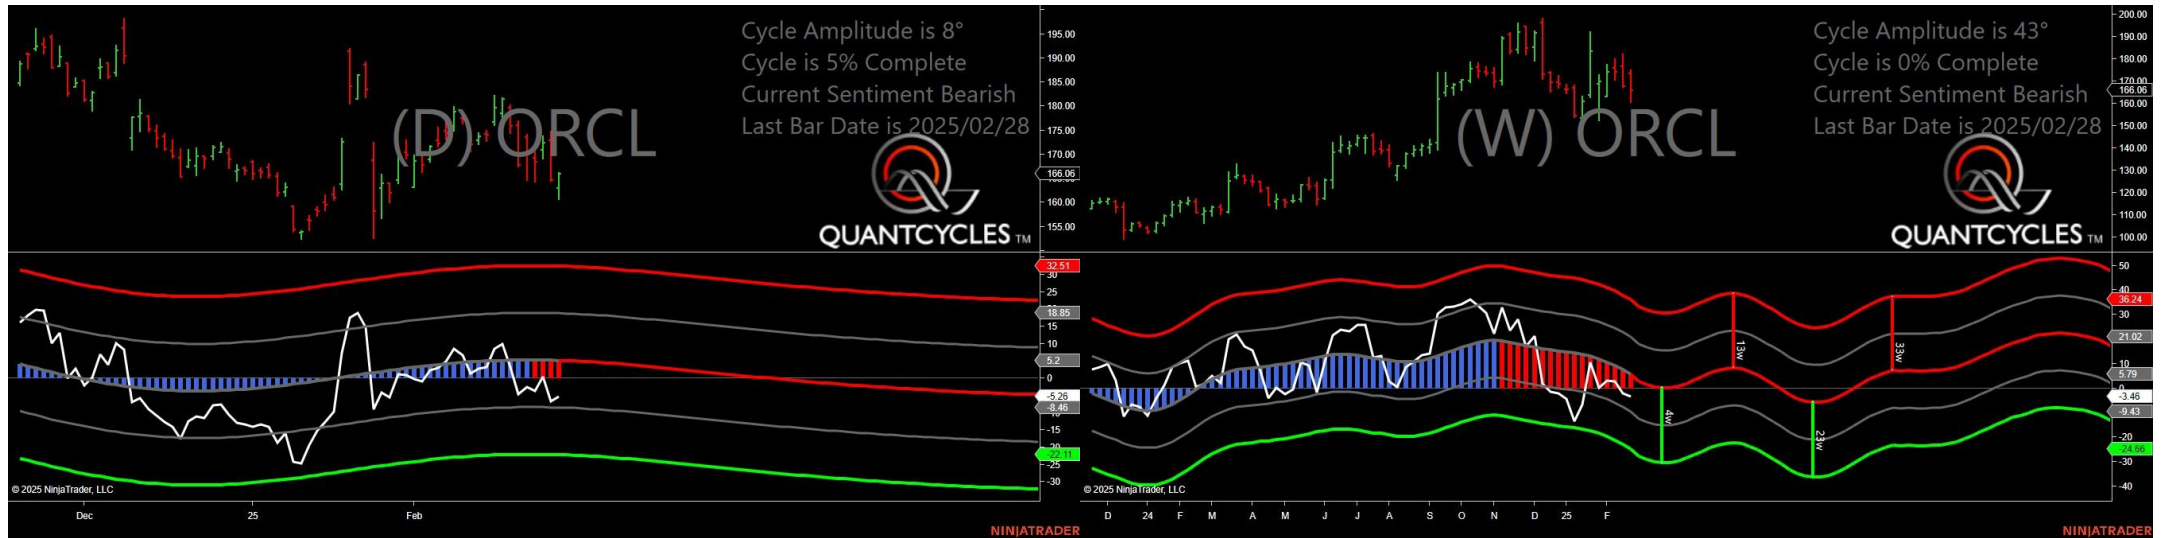 Cycle Amplitude is 8°
Cycle is 5% Complete
Current Sentiment Bearish
Last Bar Date is 2025/02/28
(D) ORCL
QUANTCYCLES TM
195.00
190.00
185.00
180.00
175.00
170.00
166.06
160.00
155.00
32.51
30
25
18.85
15
10
5.2
0
-5.26
-8.46
-15
-20
-22.11
-25
-30
© 2025 NinjaTrader, LLC
Dec 25 Feb
NINJATRADER
Cycle Amplitude is 43°
Cycle is 0% Complete
Current Sentiment Bearish
Last Bar Date is 2025/02/28
(W) ORCL
QUANTCYCLES TM
200.00
190.00
180.00
170.00
166.06
160.00
150.00
140.00
130.00
120.00
110.00
100.00
13w
33w
4w
23w
50
40
36.24
30
21.02
10
5.79
0
-3.46
-9.43
-20
-24.66
-30
-40
© 2025 NinjaTrader, LLC
D 24 F M A M J J A S O N D 25 F
NINJATRADER